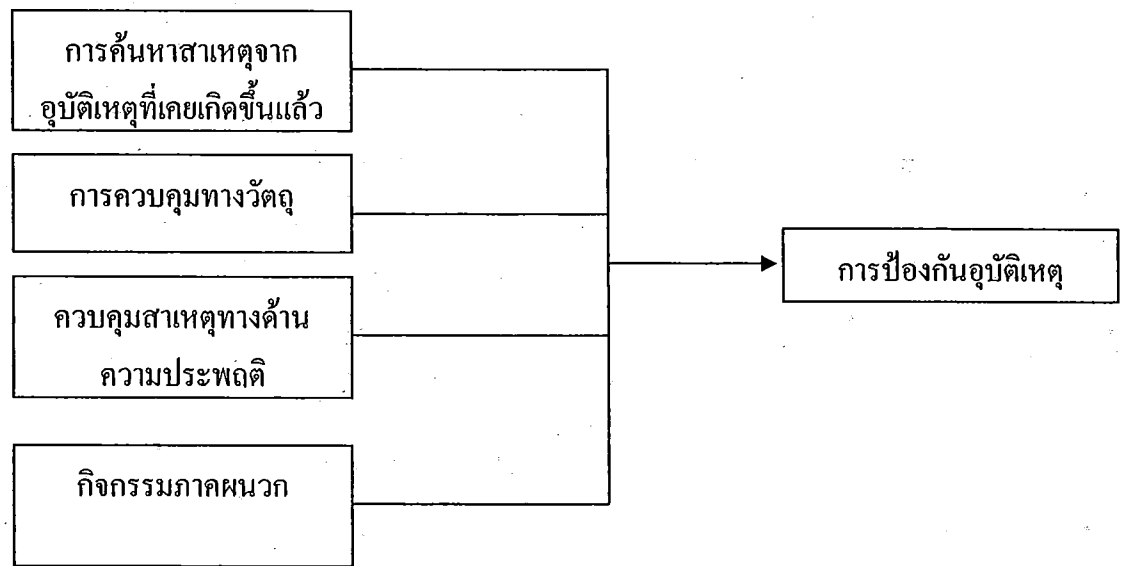 การค้นหาสาเหตุจาก
อุบัติเหตุที่เคยเกิดขึ้นแล้ว
การควบคุมทางวัตถุ
ควบคุมสาเหตุทางด้าน
ความประพฤติ
กิจกรรมภาคผนวก
การป้องกันอุบัติเหตุ